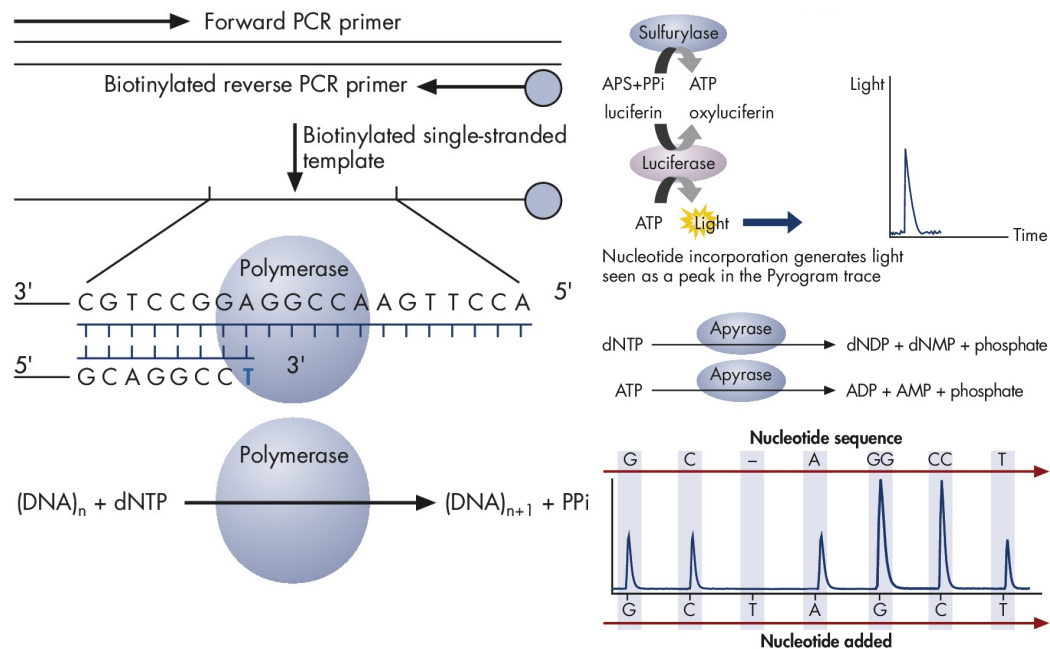 Forward PCR primer
Biotinylated reverse PCR primer
Biotinylated single-stranded
template
Polymerase
3' CGTCCGGAGGCCAAGTTCCA 5'
3'
5' GCAGGCCT
Polymerase
(DNA)n + dNTP (DNA)n+1 + PPi
Sulfurylase
APS+PPi ATP
luciferin oxyluciferin
Luciferase
ATP Light
Light
Time
Nucleotide incorporation generates light
seen as a peak in the Pyrogram trace
Apyrase
dNTP dNDP + dNMP + phosphate
Apyrase
ATP ADP + AMP + phosphate
Nucleotide sequence
G C – A GG CC T
G C T A G C T
Nucleotide added